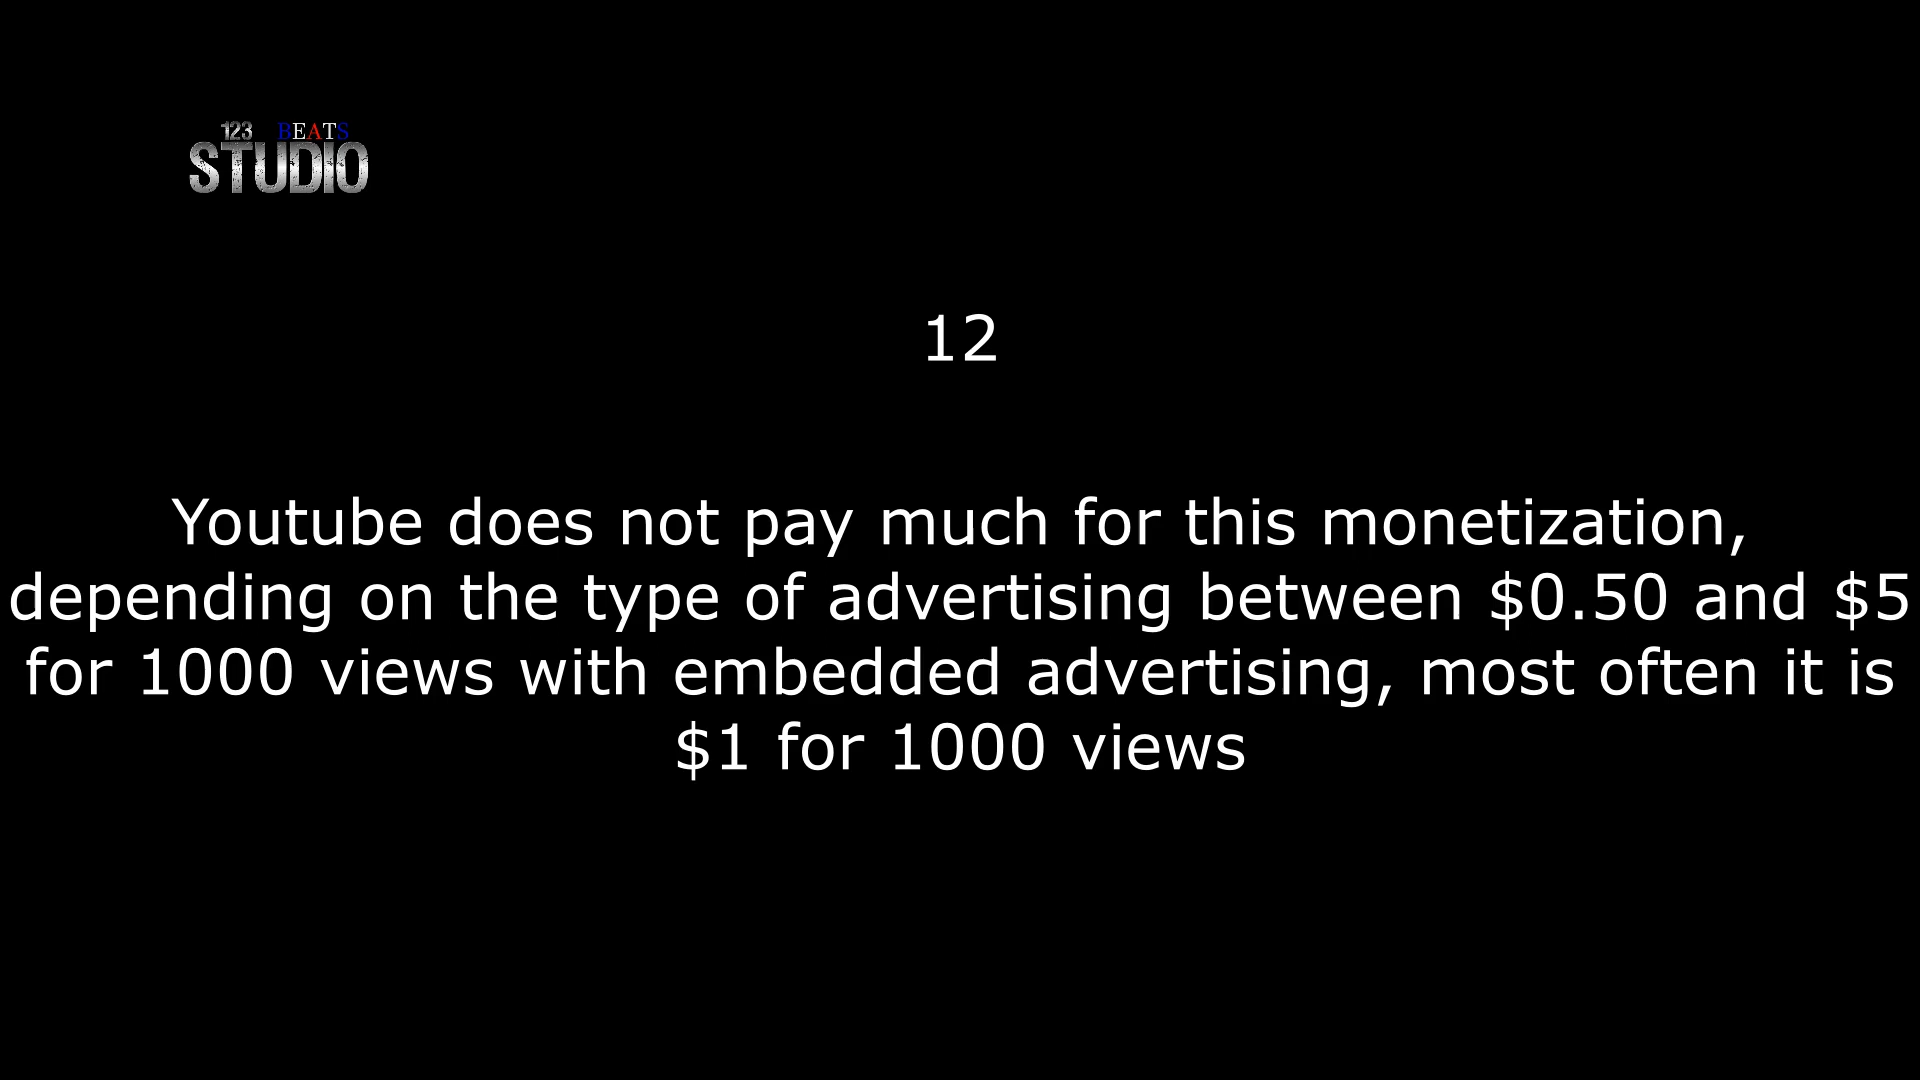 123 BEATS
STUDIO
12
Youtube does not pay much for this monetization,
depending on the type of advertising between $0.50 and $5
for 1000 views with embedded advertising, most often it is
$1 for 1000 views